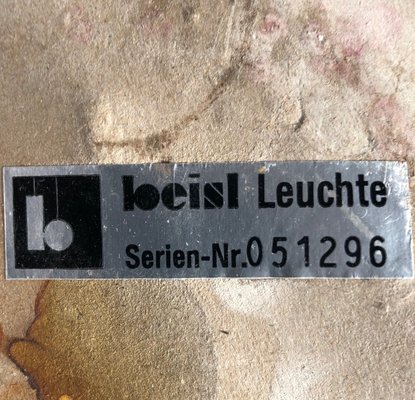 b
beisl Leuchte
Serien-Nr.051296